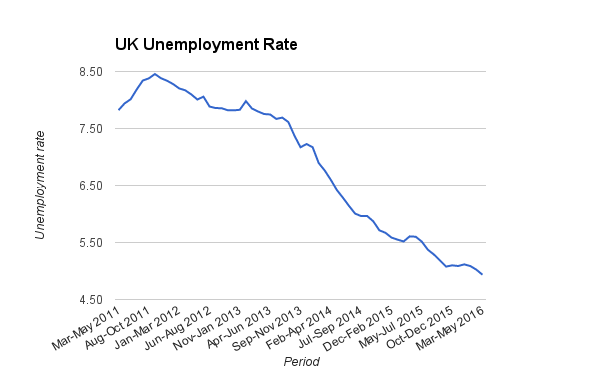 UK Unemployment Rate
8.50
7.50
6.50
5.50
4.50
Unemployment rate
Mar-May 2011
Aug-Oct 2011
Jan-Mar 2012
Jun-Aug 2012
Nov-Jan 2013
Apr-Jun 2013
Sep-Nov 2013
Feb-Apr 2014
Jul-Sep 2014
Dec-Feb 2015
May-Jul 2015
Oct-Dec 2015
Mar-May 2016
Period